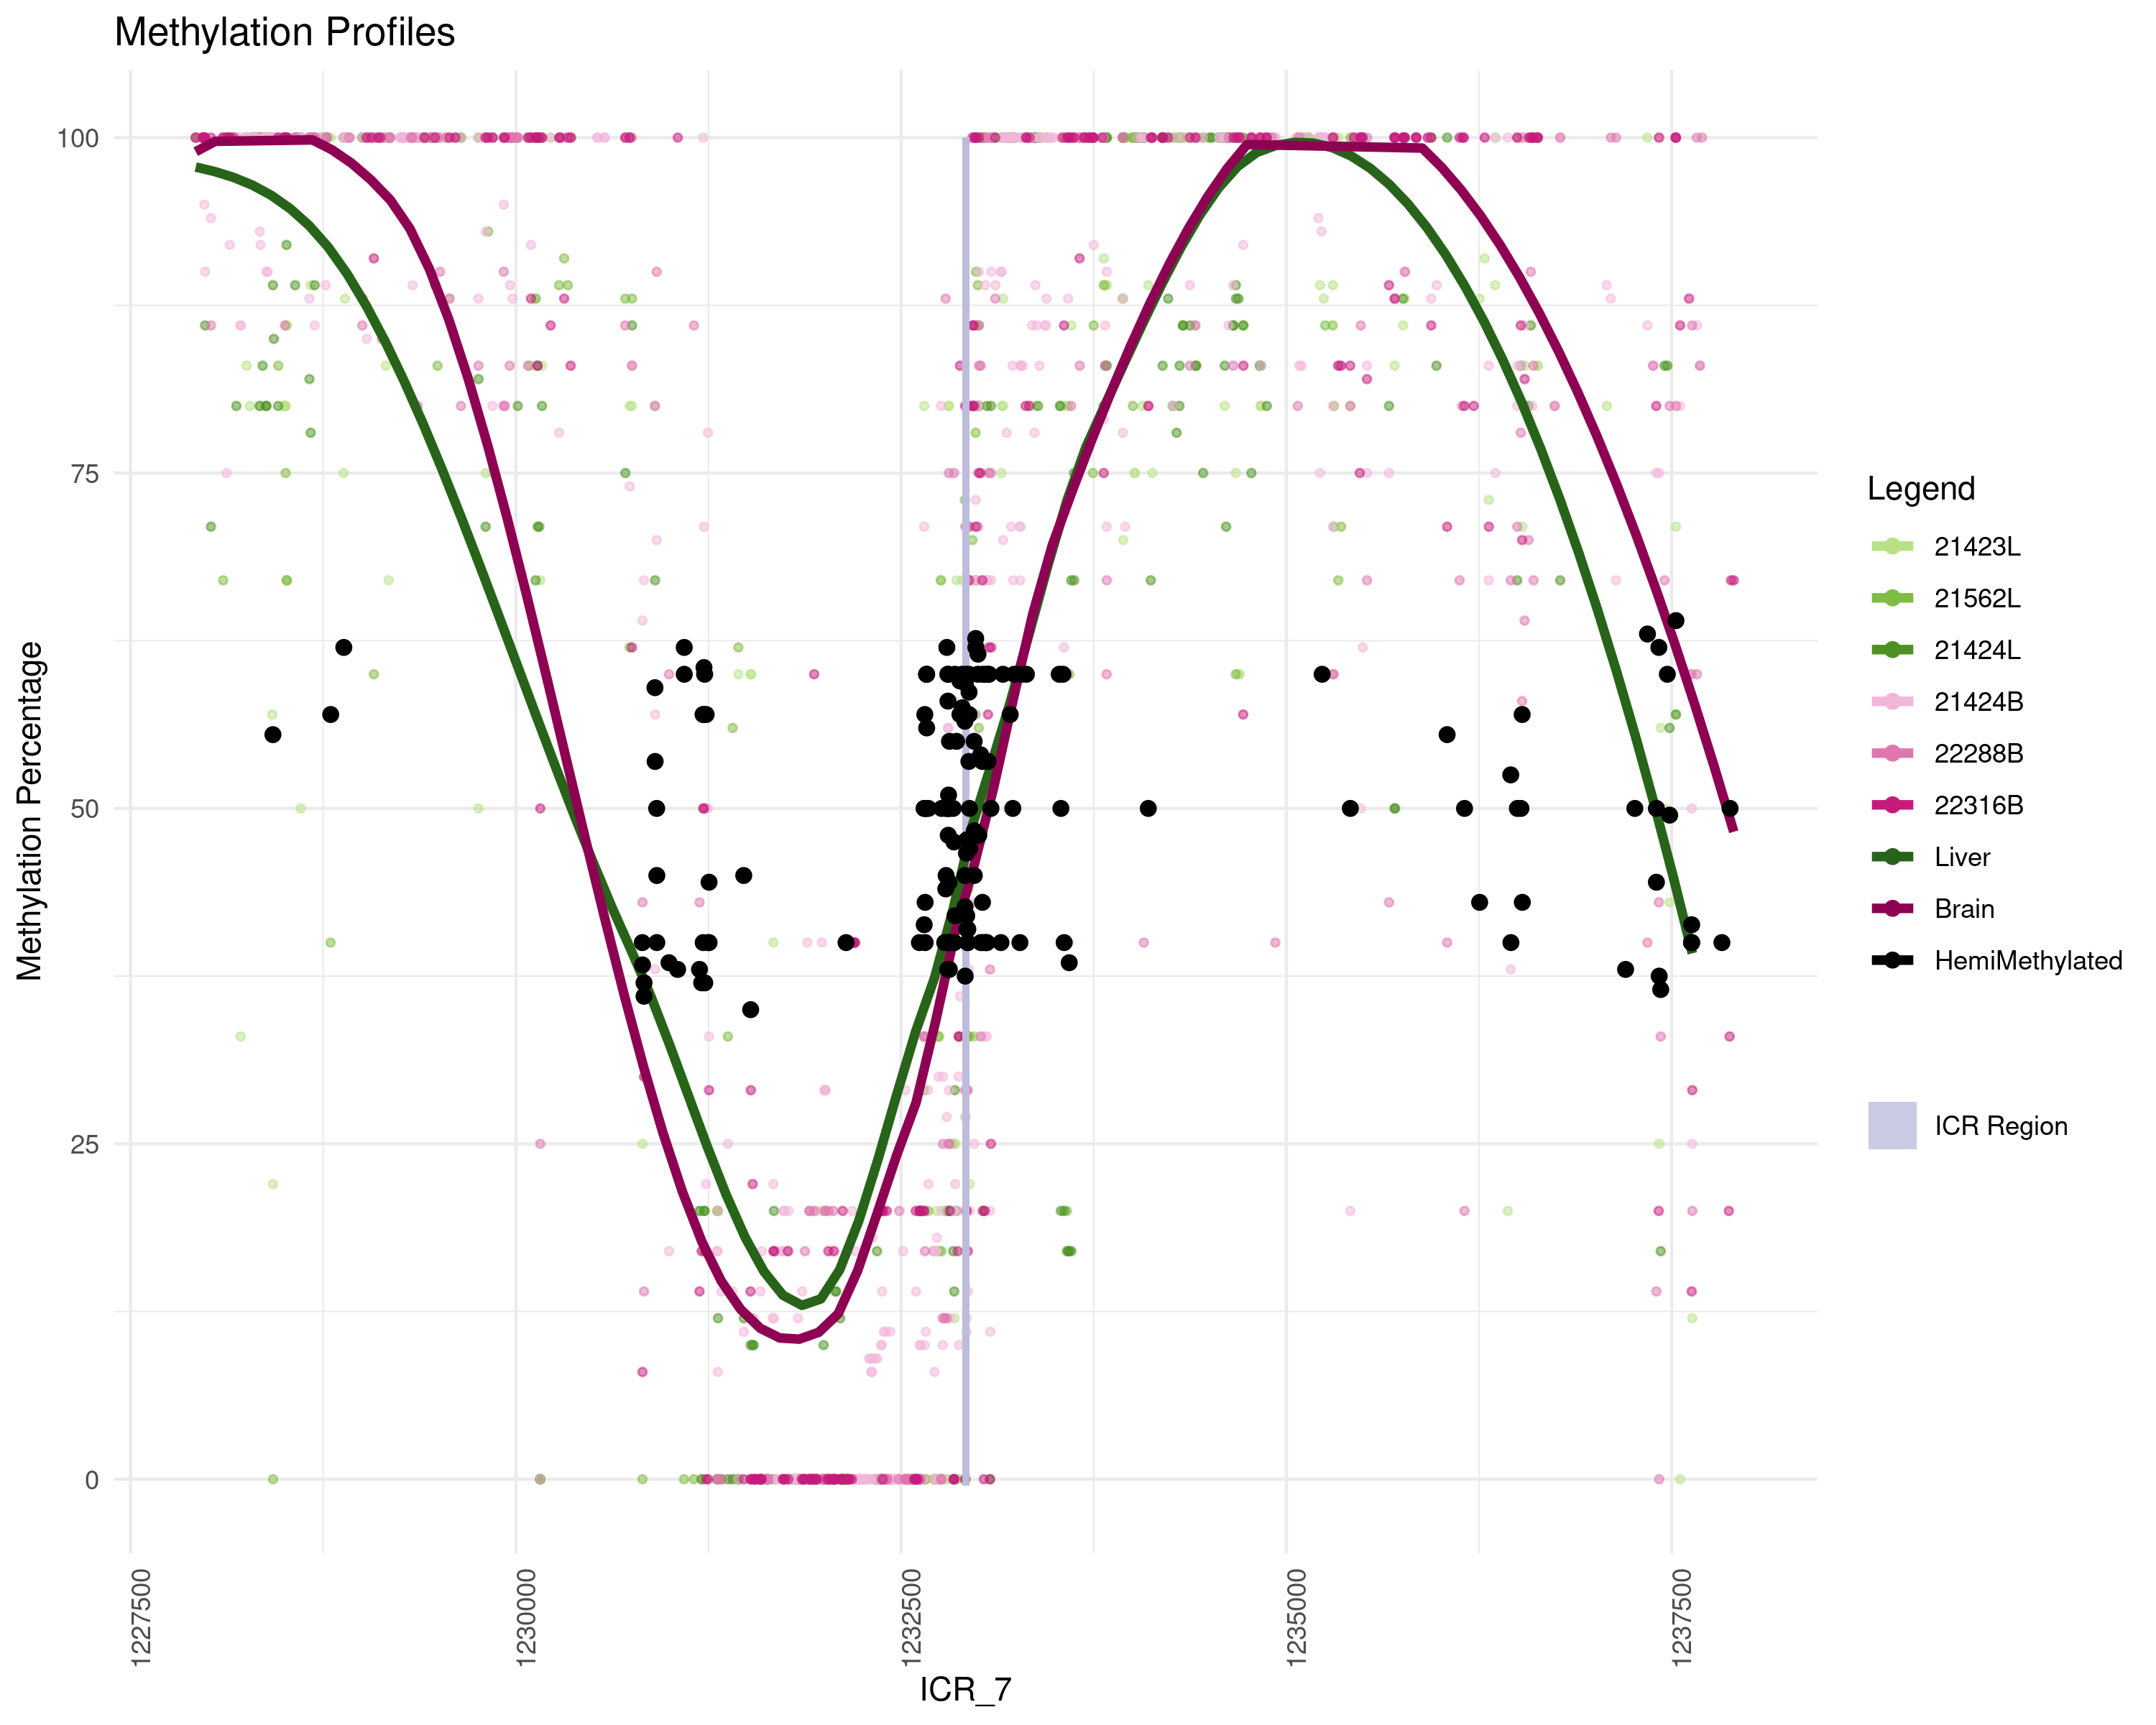 Methylation Profiles
Methylation Percentage
100
75
50
25
0
1227500
1230000
1232500
1235000
1237500
ICR_7
Legend
21423L
21562L
21424L
21424B
22288B
22316B
Liver
Brain
HemiMethylated
ICR Region